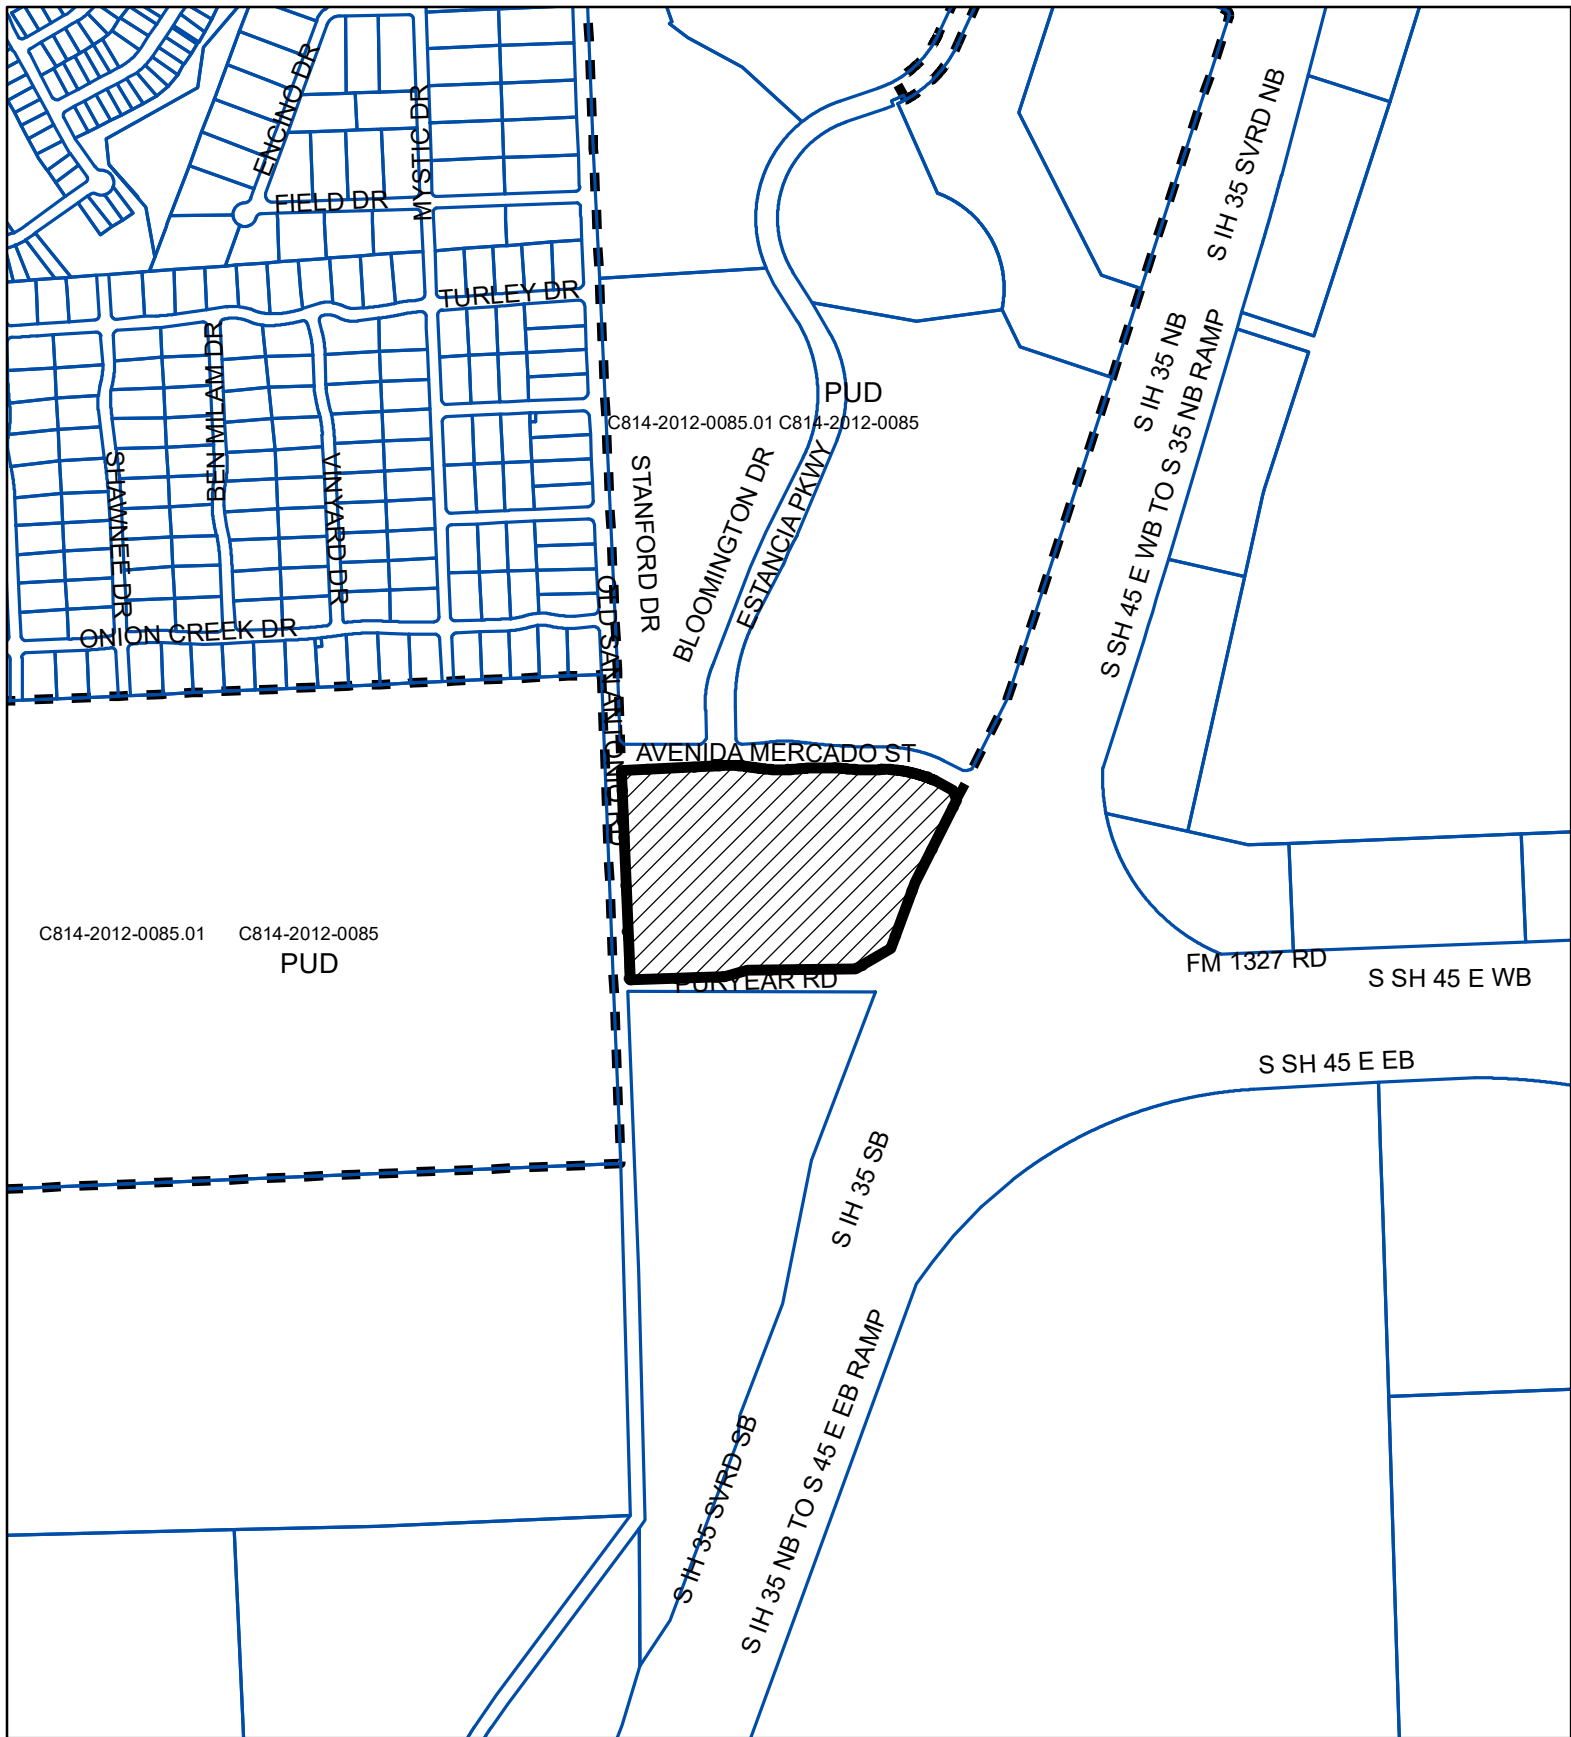 ENCINO DR
MYSTIC DR
FIELD DR
S IH 35 SVRD NB
TURLEY DR
S IH 35 NB
S SH 45 E WB TO S 35 NB RAMP
BEN MILAM DR
PUD
C814-2012-0085.01 C814-2012-0085
SHAWNEE DR
VINYARD DR
STANFORD DR
BLOOMINGTON DR
ESTANCIA PKWY
ONION CREEK DR
OLD SAN ANTONIO RD
AVENIDA MERCADO ST
C814-2012-0085.01 C814-2012-0085
PUD
PURYEAR RD
FM 1327 RD
S SH 45 E WB
S SH 45 E EB
S IH 35 SB
S IH 35 SVRD SB
S IH 35 NB TO S 45 E EB RAMP